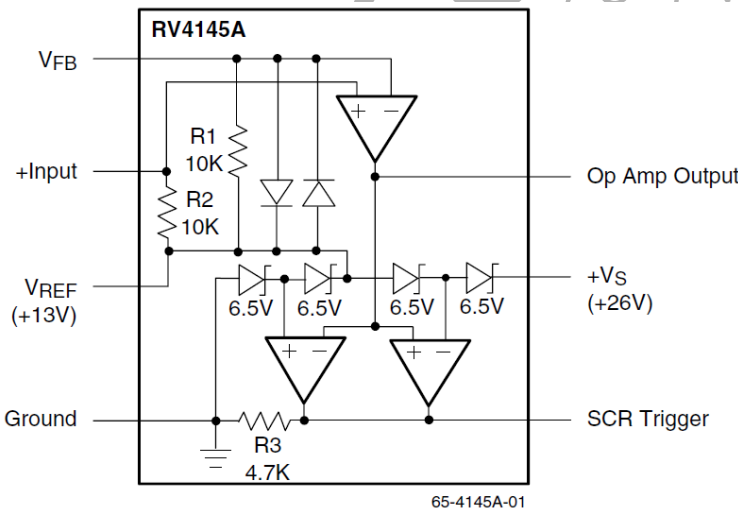 RV4145A
VFB
R1
10K
+ −
+Input
Op Amp Output
R2
10K
VREF
(+13V)
6.5V 6.5V 6.5V 6.5V
+VS
(+26V)
+ − + −
Ground
SCR Trigger
R3
4.7K
65-4145A-01